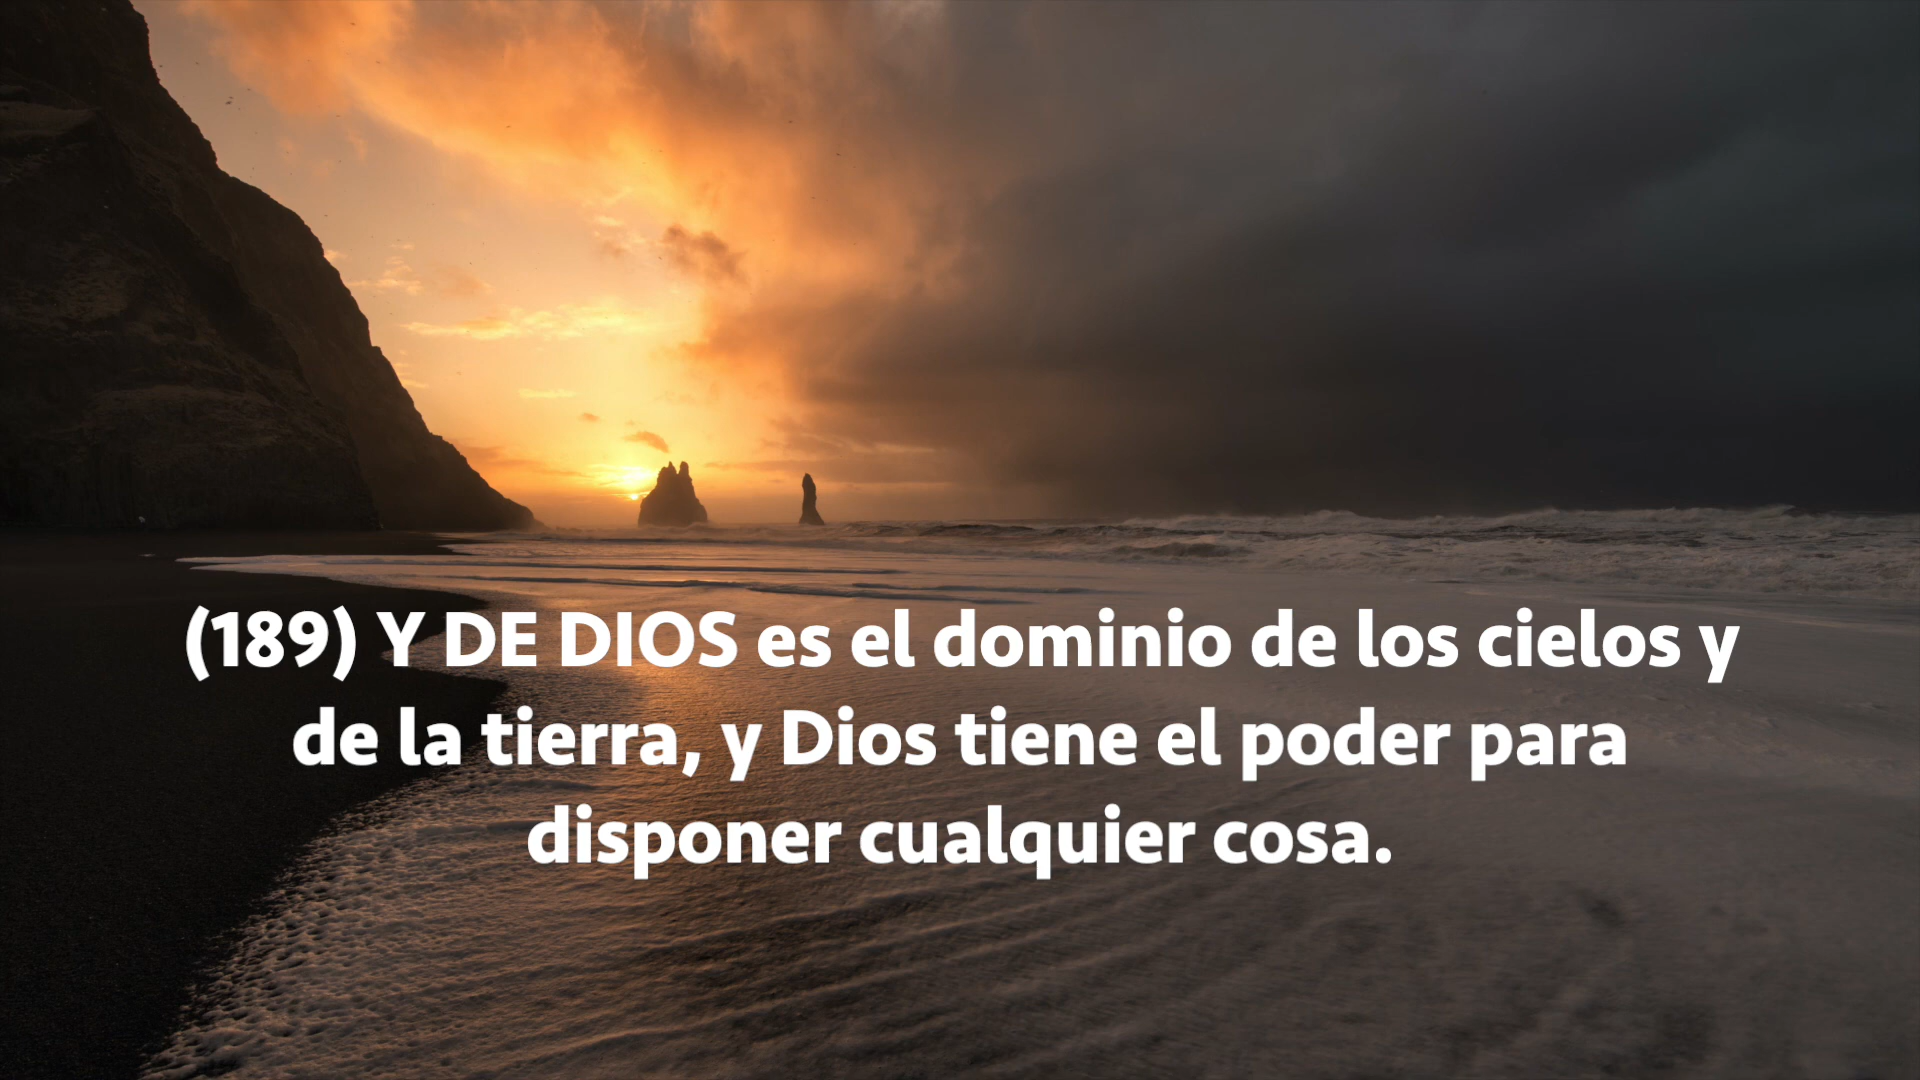 (189) Y DE DIOS es el dominio de los cielos y
de la tierra, y Dios tiene el poder para
disponer cualquier cosa.